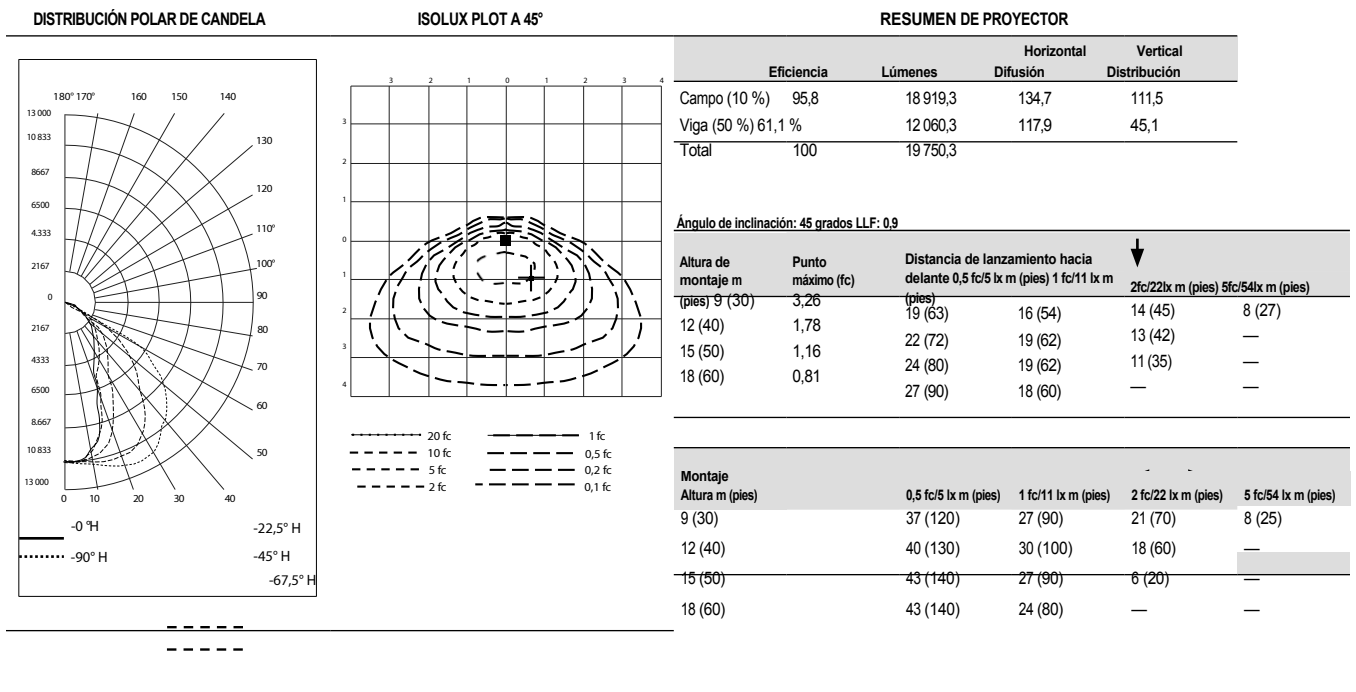 DISTRIBUCIÓN POLAR DE CANDELA
ISOLUX PLOT A 45°
RESUMEN DE PROYECTOR
180° 170° 160 150 140
13 000
10 833
8667
6500
4.333
2167
0
2167
4333
6500
8.667
10 833
13 000
130
120
110°
100°
90
80
70
60
50
0 10 20 30 40
-0 °H
-22,5° H
-90° H
-45° H
-67,5° H
3 2 1 0 1 2 3 4
3
2
1
0
1
2
3
4
20 fc
1 fc
10 fc
0,5 fc
5 fc
0,2 fc
2 fc
0,1 fc
Horizontal Vertical
Eficiencia Lúmenes Difusión Distribución
Campo (10 %) 95,8 18 919,3 134,7 111,5
Viga (50 %) 61,1 % 12 060,3 117,9 45,1
Total 100 19 750,3
Ángulo de inclinación: 45 grados LLF: 0,9
Altura de montaje m (pies)
Punto máximo (fc)
Distancia de lanzamiento hacia
delante 0,5 fc/5 lx m (pies) 1 fc/11 lx m
(pies)
2fc/22lx m (pies) 5fc/54lx m (pies)
9 (30) 3,26 19 (63) 16 (54) 14 (45) 8 (27)
12 (40) 1,78 22 (72) 19 (62) 13 (42) —
15 (50) 1,16 24 (80) 19 (62) 11 (35) —
18 (60) 0,81 27 (90) 18 (60) — —
Montaje
Altura m (pies) 0,5 fc/5 lx m (pies) 1 fc/11 lx m (pies) 2 fc/22 lx m (pies) 5 fc/54 lx m (pies)
9 (30) 37 (120) 27 (90) 21 (70) 8 (25)
12 (40) 40 (130) 30 (100) 18 (60) —
15 (50) 43 (140) 27 (90) 6 (20) —
18 (60) 43 (140) 24 (80) — —